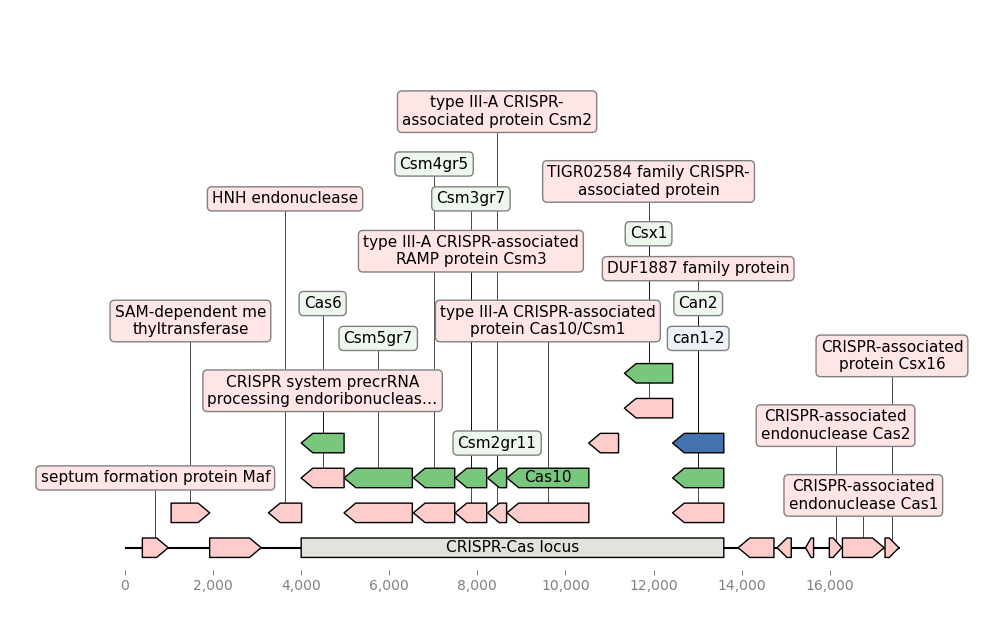 type III-A CRISPR-
associated protein Csm2
Csm4gr5
TIGR02584 family CRISPR-
associated protein
HNH endonuclease
Csm3gr7
Csx1
type III-A CRISPR-associated
RAMP protein Csm3
DUF1887 family protein
Cas6
Can2
SAM-dependent me
thyltransferase
type III-A CRISPR-associated
protein Cas10/Csm1
Csm5gr7
can1-2
CRISPR-associated
protein Csx16
CRISPR system precrRNA
processing endoribonucleas…
CRISPR-associated
endonuclease Cas2
Csm2gr11
septum formation protein Maf
Cas10
CRISPR-associated
endonuclease Cas1
CRISPR-Cas locus
0 2,000 4,000 6,000 8,000 10,000 12,000 14,000 16,000